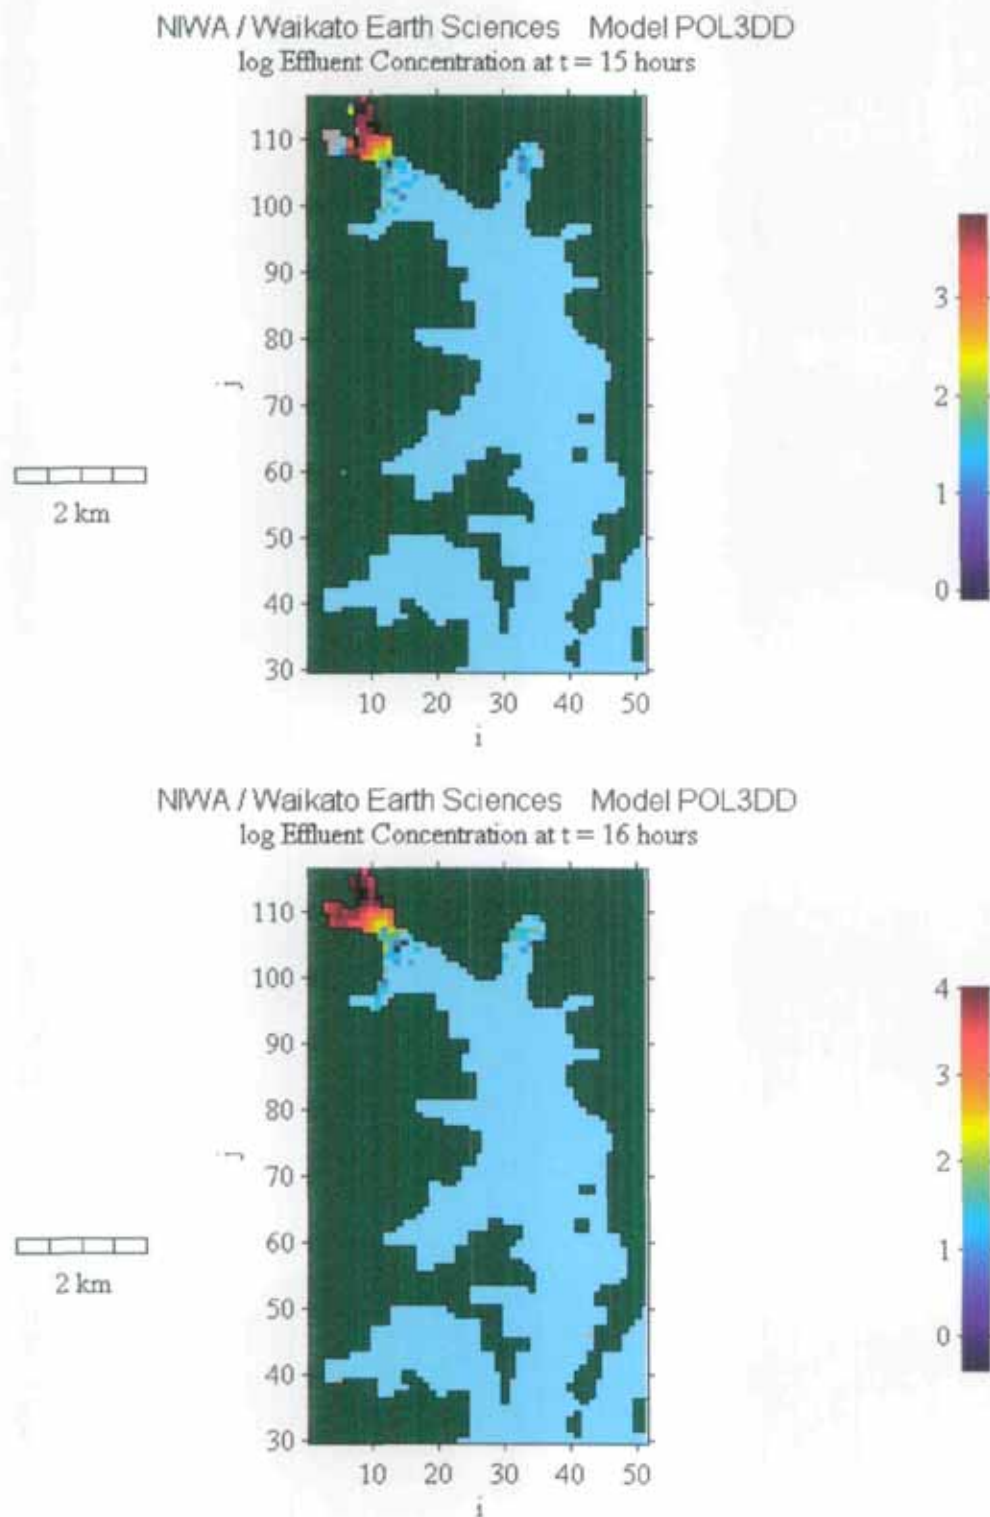 NIWA / Waikato Earth Sciences Model POL3DD
log Effluent Concentration at t = 15 hours
110
100
90
80
70
60
50
40
30
j
10 20 30 40 50
i
2 km
3
2
1
0
NIWA / Waikato Earth Sciences Model POL3DD
log Effluent Concentration at t = 16 hours
110
100
90
80
70
60
50
40
30
j
10 20 30 40 50
i
2 km
4
3
2
1
0